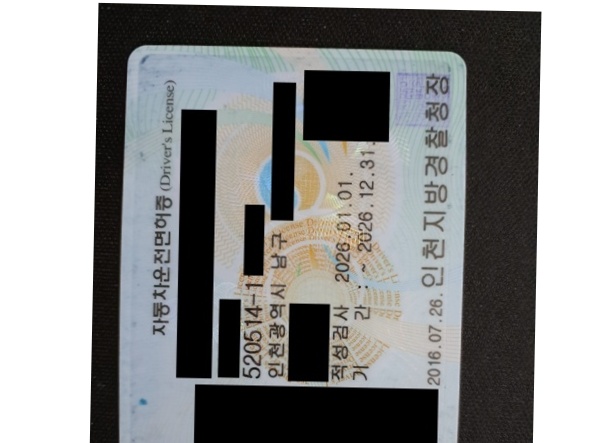 자동차운전면허증 (Driver's License)
520514-1
인천광역시 남구
적성검사 2026.01.01.
기 간 : ~ 2026.12.31.
2016.07.26. 인천지방경찰청장